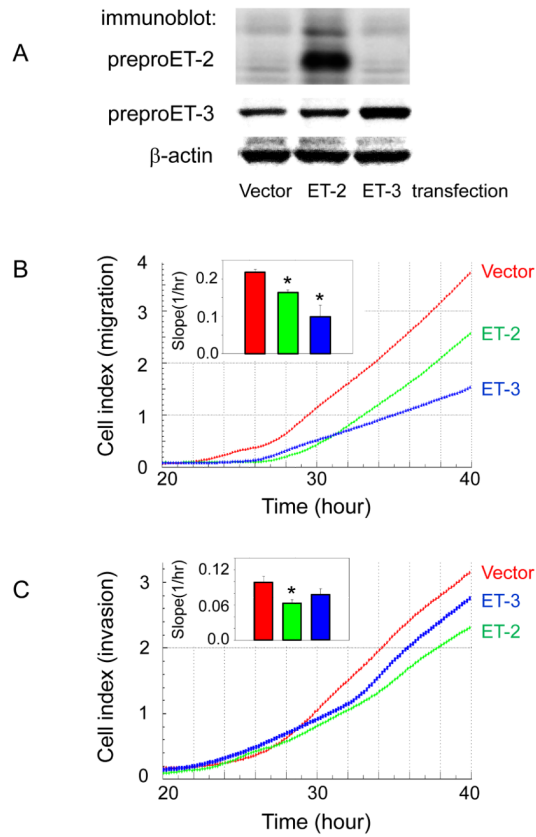 immunoblot:
A
preproET-2
preproET-3
β-actin
Vector ET-2 ET-3 transfection
B
Cell index (migration)
4
3
2
1
0
20 30 40
Time (hour)
Slope(1/hr)
0.2
0.1
0.0
* *
Vector
ET-2
ET-3
C
Cell index (invasion)
3
2
1
0
20 30 40
Time (hour)
Slope(1/hr)
0.12
0.06
0.0
*
Vector
ET-3
ET-2